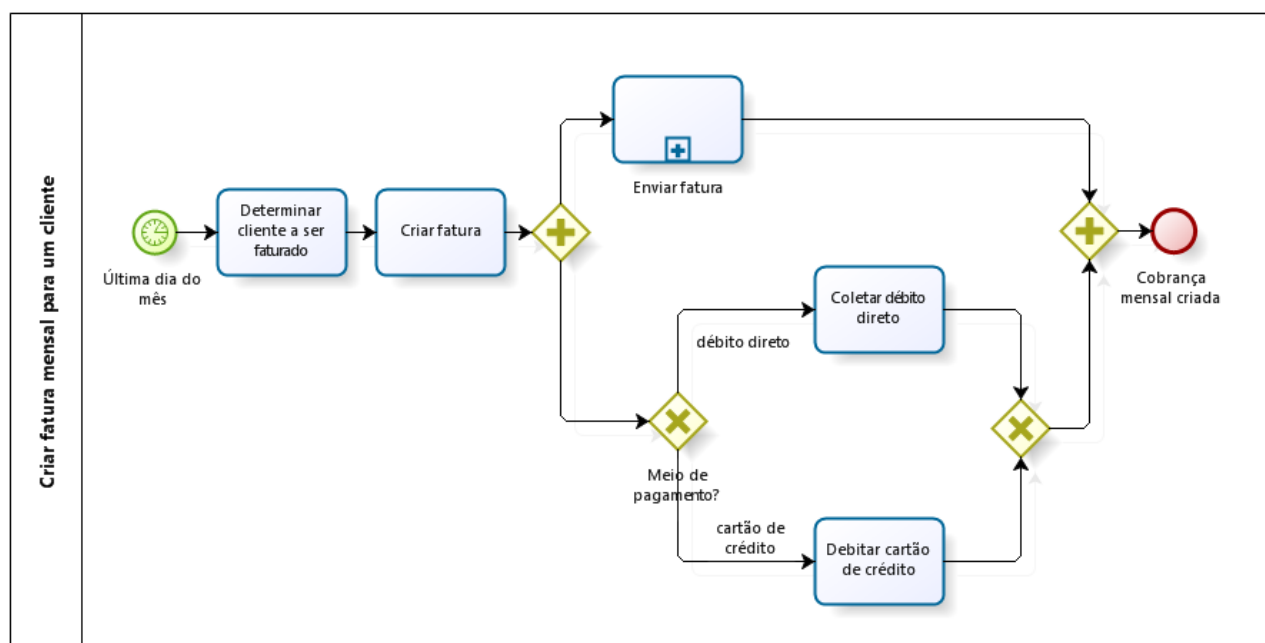 Criar fatura mensal para um cliente
Última dia do
mês
Determinar
cliente a ser
faturado
Criar fatura
Enviar fatura
Meio de
pagamento?
débito direto
Coletar débito
direto
cartão de
crédito
Debitar cartão
de crédito
Cobrança
mensal criada